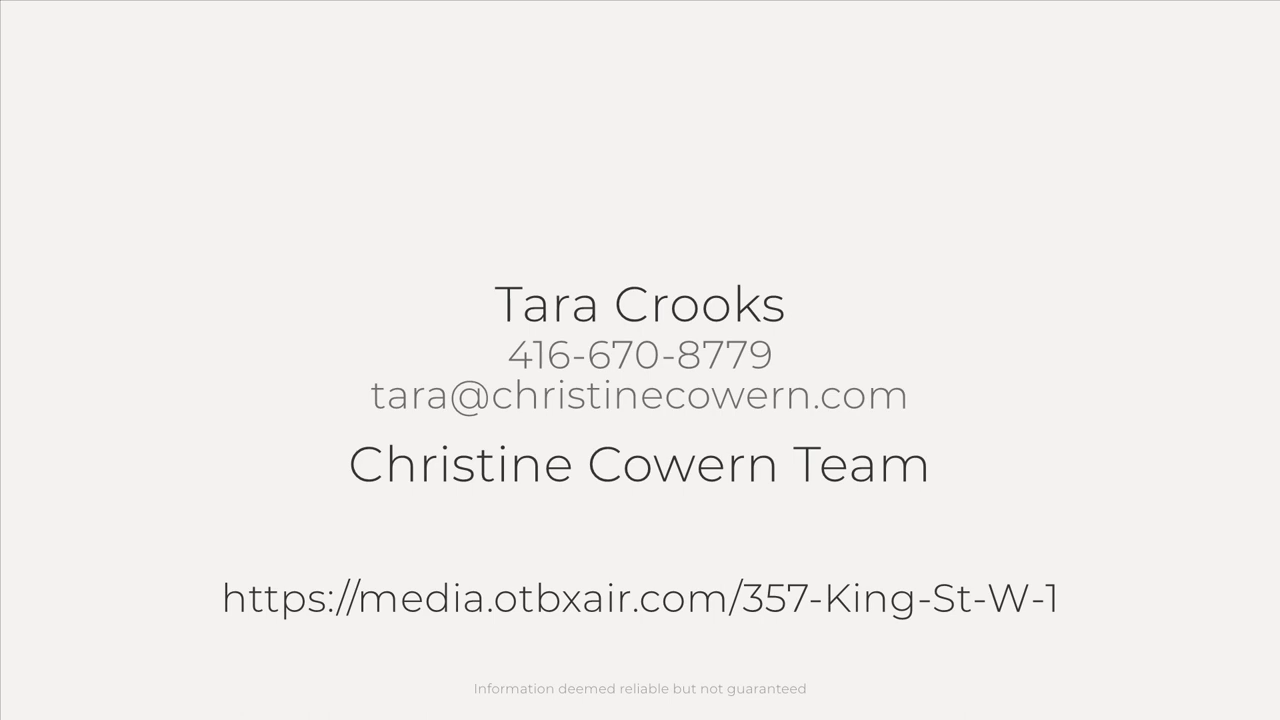 Tara Crooks
416-670-8779
tara@christinecowern.com
Christine Cowern Team
https://media.otbxair.com/357-King-St-W-1
Information deemed reliable but not guaranteed